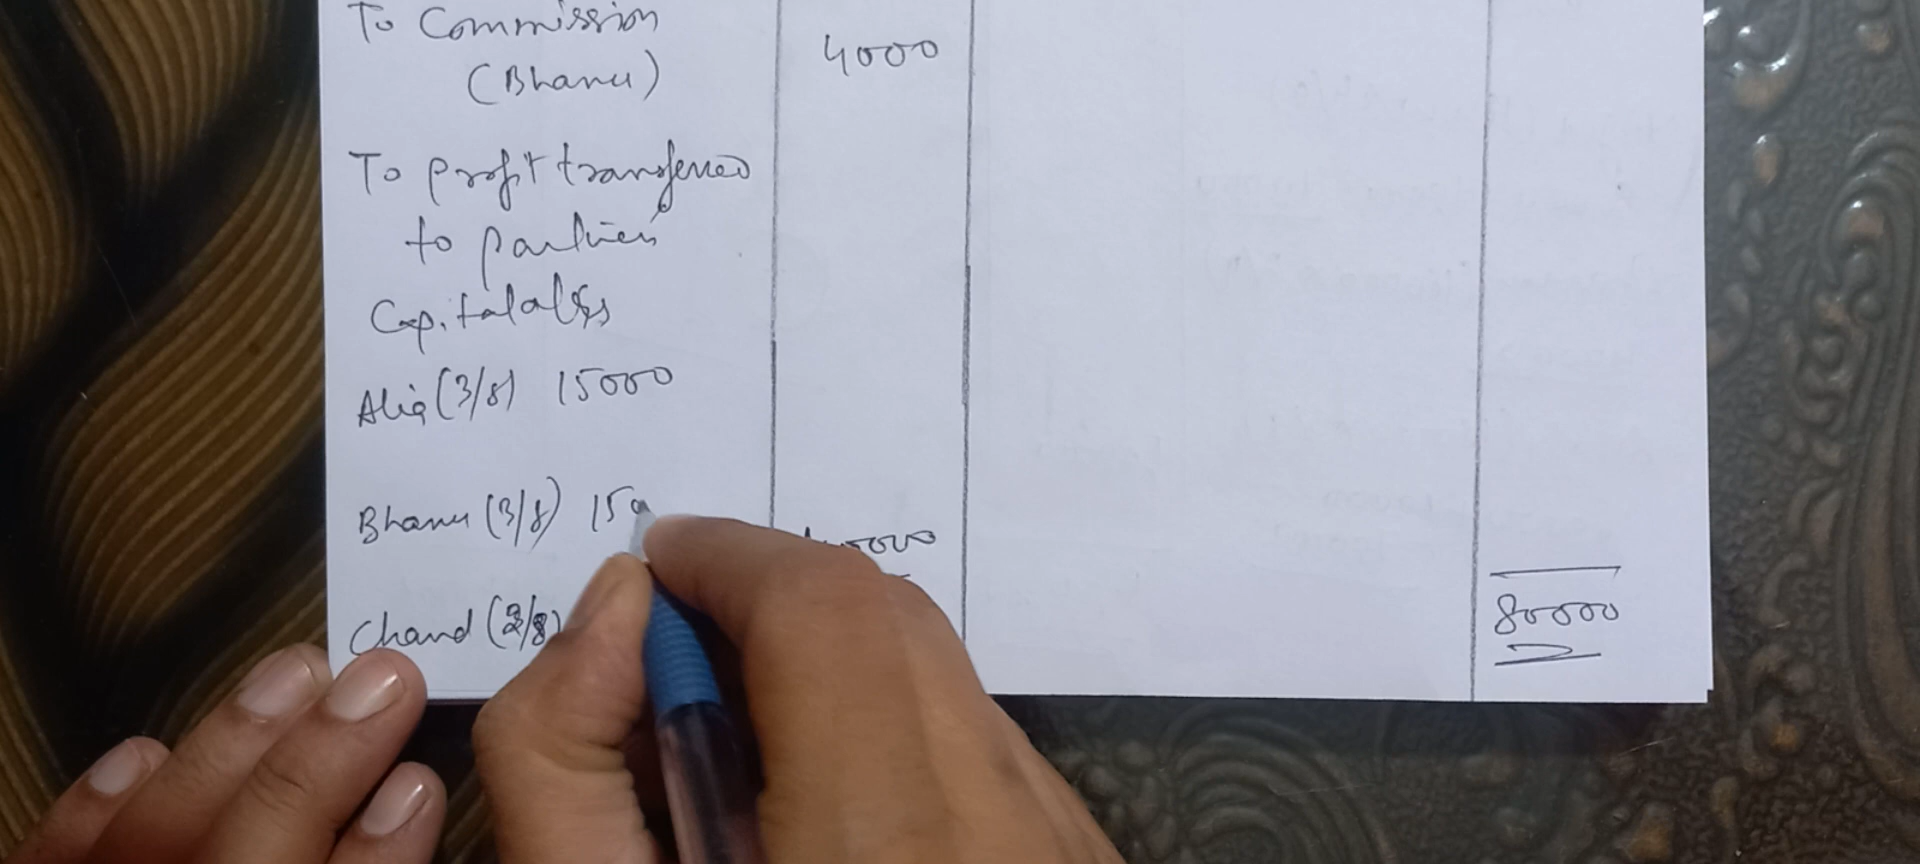 To Commission
(Bhanu) 4000
To profit transferred
to partners
Capital a/cs
Alia (3/8) 15000
Bhanu (3/8) 150
Chand (2/8)
80000